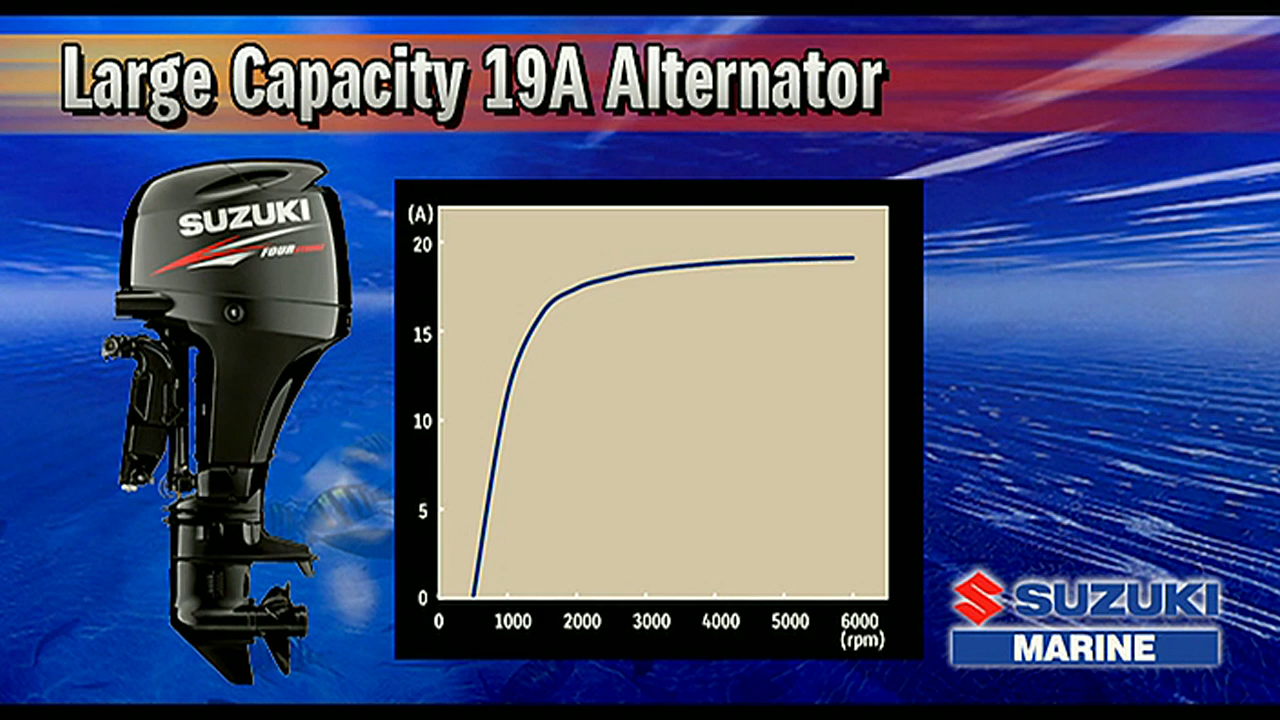 Large Capacity 19A Alternator
SUZUKI
FOUR STROKE
(A)
20
15
10
5
0
0 1000 2000 3000 4000 5000 6000
(rpm)
SUZUKI
MARINE